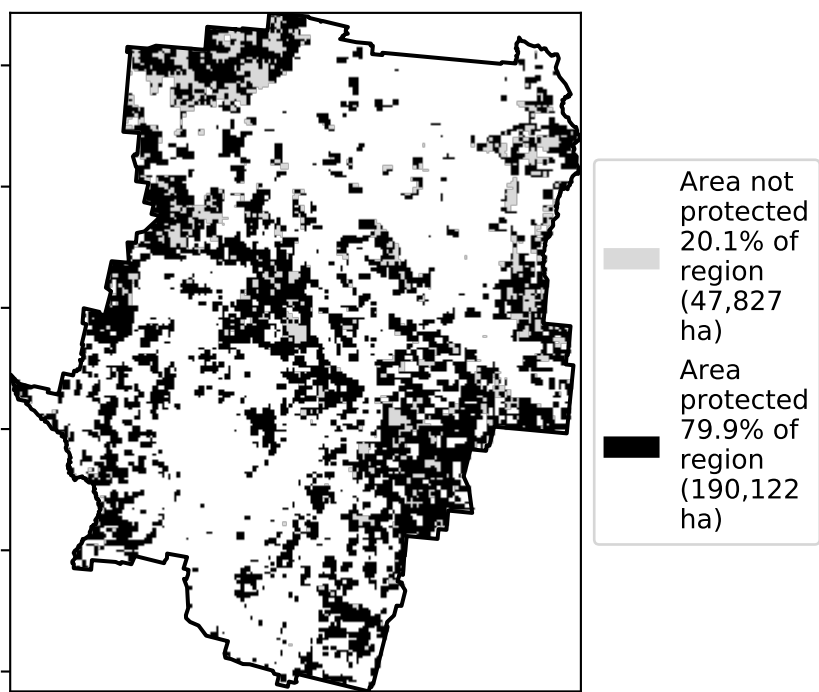 Area not
protected
20.1% of
region
(47,827
ha)
Area
protected
79.9% of
region
(190,122
ha)